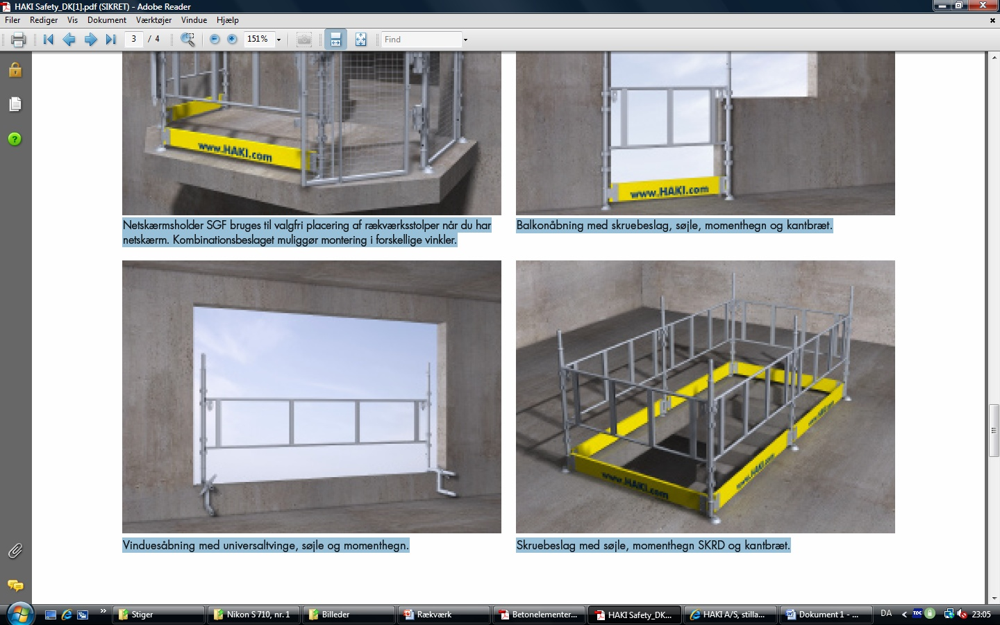 HAKI Safety_DK[1].pdf (SIKRET) - Adobe Reader
Filer Rediger Vis Dokument Værktøjer Vindue Hjælp
3 / 4 151% Find
www.HAKI.com
www.HAKI.com
Netskærmsholder SGF bruges til valgfri placering af rækværksstolper når du har
netskærm. Kombinationsbeslaget muliggør montering i forskellige vinkler.
Balkonåbning med skruebeslag, søjle, momenthegn og kantbræt.
www.HAKI.com
www.HAKI.com
www.HAKI.com
Vinduesåbning med universaltvinge, søjle og momenthegn.
Skruebeslag med søjle, momenthegn SKRD og kantbræt.
Stiger Nikon S 710, nr. 1 Billeder Rækværk Betonelementer... HAKI Safety_DK... HAKI A/S, stilla... Dokument 1 - ... DA TDC 23:05